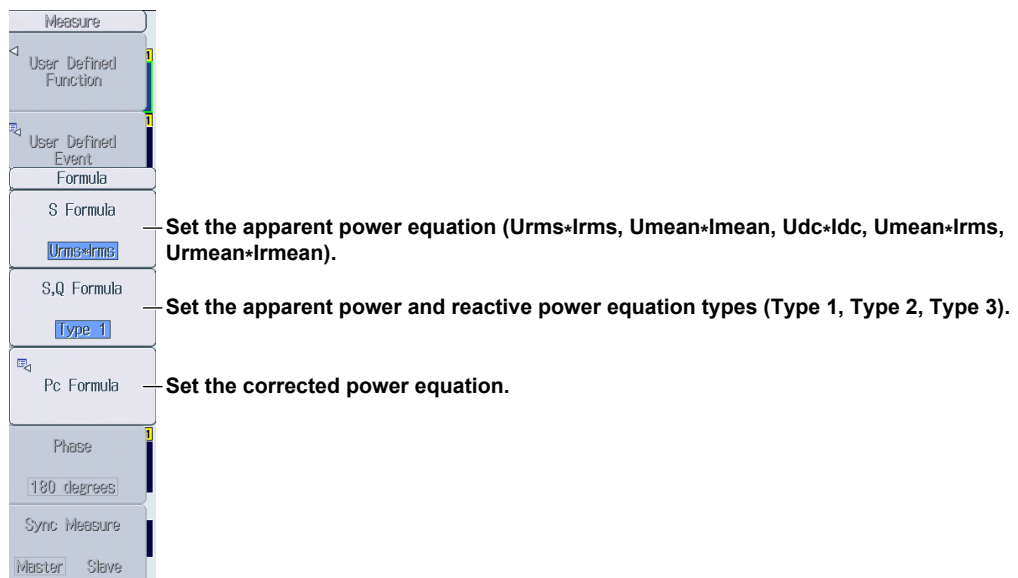 Measure
User Defined
Function
1
User Defined
Event
1
Formula
S Formula
Urms*Irms
Set the apparent power equation (Urms*Irms, Umean*Imean, Udc*Idc, Umean*Irms,
Urmean*Irmean).
S,Q Formula
Type 1
Set the apparent power and reactive power equation types (Type 1, Type 2, Type 3).
Pc Formula
Set the corrected power equation.
Phase
1
180 degrees
Sync Measure
Master Slave